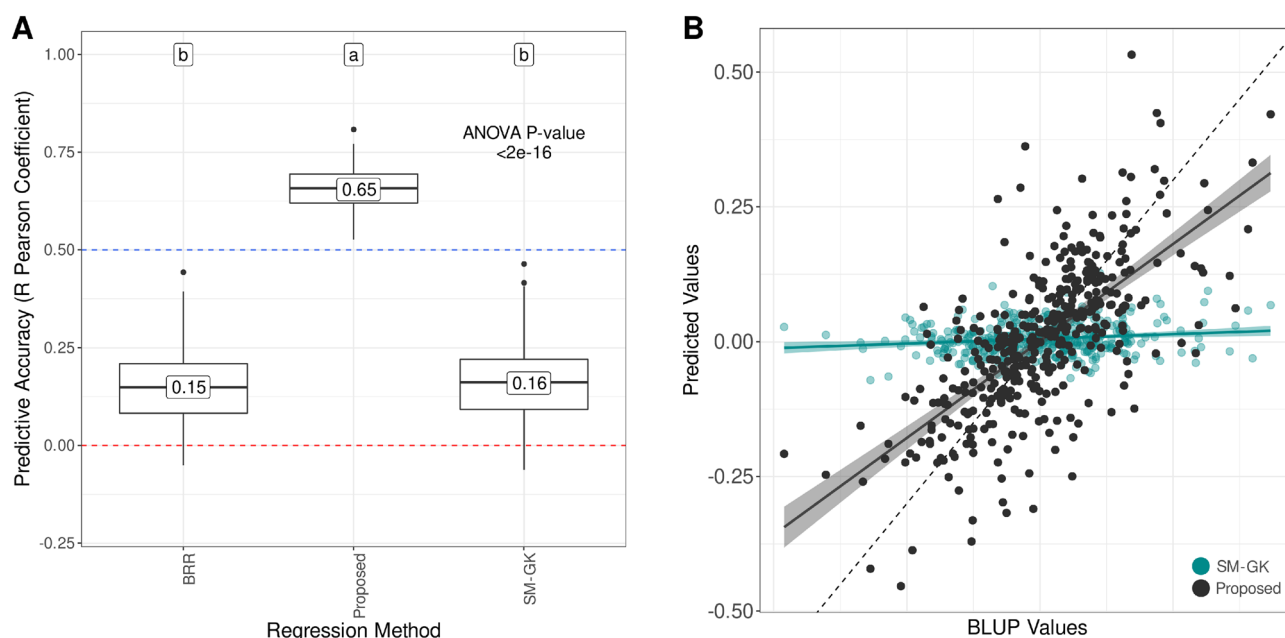 A
Predictive Accuracy (R Pearson Coefficient)
1.00
0.75
0.50
0.25
0.00
-0.25
b
a
b
ANOVA P-value
<2e-16
0.65
0.15
0.16
BRR
Proposed
SM-GK
Regression Method
B
Predicted Values
0.50
0.25
0.00
-0.25
-0.50
SM-GK
Proposed
BLUP Values